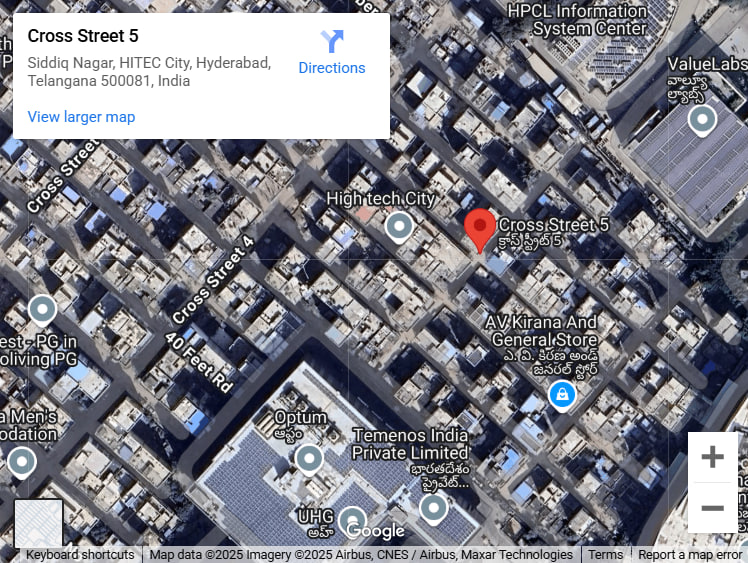 Cross Street 5
Siddiq Nagar, HITEC City, Hyderabad,
Telangana 500081, India
View larger map
Directions
HPCL Information
System Center
ValueLabs
వాల్యూ
ల్యాబ్స్
Cross Street
High tech City
Cross Street 5
క్రాస్ స్ట్రీట్ 5
Cross Street 4
40 Feet Rd
est - PG in
oliving PG
AV Kirana And
General Store
ఎ. వి. కిరణ అండ్
జనరల్ స్టోర్
a Men's
odation
Optum
ఆప్టం
Temenos India
Private Limited
భారతదేశం
ప్రైవేట్...
UHG
అహ్
Google
Keyboard shortcuts
Map data ©2025 Imagery ©2025 Airbus, CNES / Airbus, Maxar Technologies
Terms
Report a map error